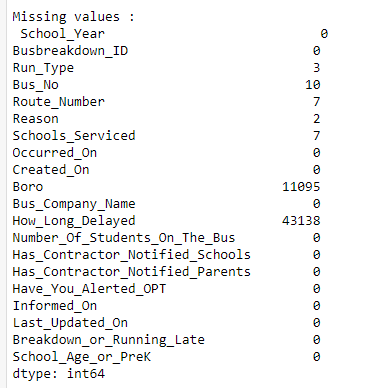 Missing values :
 School_Year                         0
Busbreakdown_ID                      0
Run_Type                             3
Bus_No                              10
Route_Number                         7
Reason                               2
Schools_Serviced                     7
Occurred_On                          0
Created_On                           0
Boro                             11095
Bus_Company_Name                     0
How_Long_Delayed                 43138
Number_Of_Students_On_The_Bus        0
Has_Contractor_Notified_Schools      0
Has_Contractor_Notified_Parents      0
Have_You_Alerted_OPT                 0
Informed_On                          0
Last_Updated_On                      0
Breakdown_or_Running_Late            0
School_Age_or_PreK                   0
dtype: int64